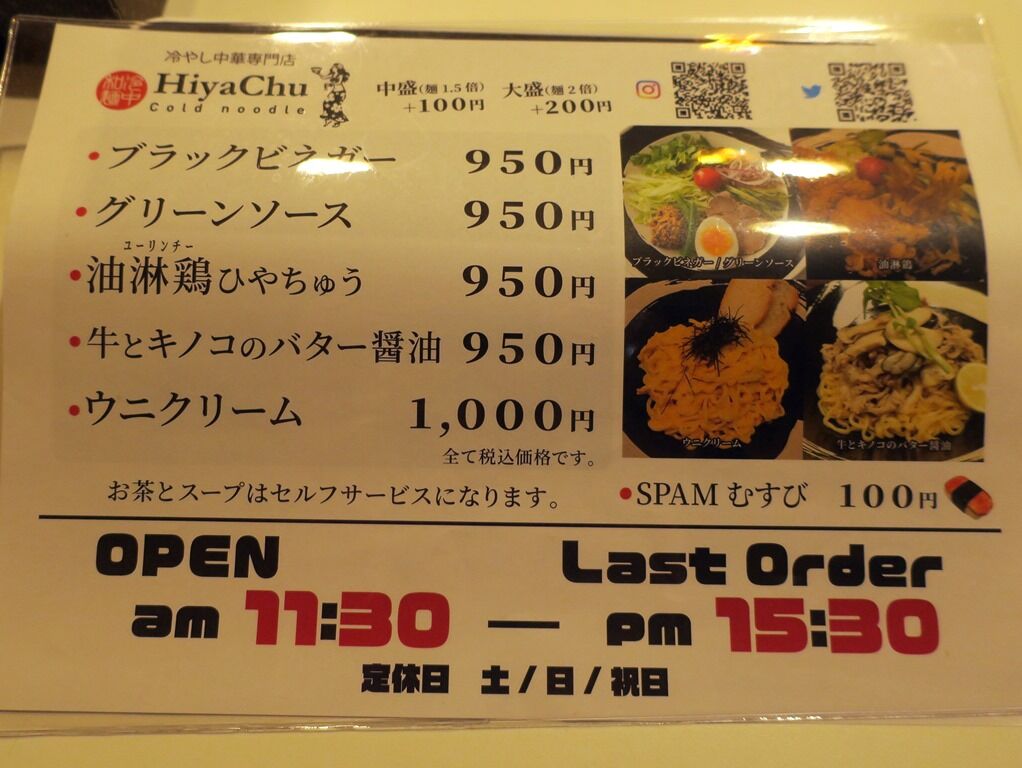 冷やし中華専門店
冷中
和麺
HiyaChu
Cold noodle
中盛(麺1.5倍) +100円
大盛(麺2倍) +200円
・ブラックビネガー 950円
・グリーンソース 950円
ユーリンチー
・油淋鶏ひやちゅう 950円
・牛とキノコのバター醤油 950円
・ウニクリーム 1,000円
全て税込価格です。
お茶とスープはセルフサービスになります。
ブラックビネガー/グリーンソース
油淋鶏
ウニクリーム
牛とキノコのバター醤油
・SPAMむすび 100円
OPEN
am 11:30 — Last Order pm 15:30
定休日 土/日/祝日